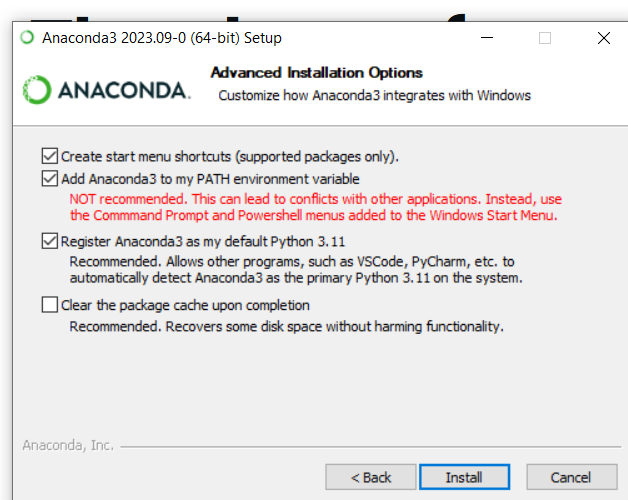 Anaconda3 2023.09-0 (64-bit) Setup
ANACONDA.
Advanced Installation Options
Customize how Anaconda3 integrates with Windows
Create start menu shortcuts (supported packages only).
Add Anaconda3 to my PATH environment variable
NOT recommended. This can lead to conflicts with other applications. Instead, use
the Commmand Prompt and Powershell menus added to the Windows Start Menu.
Register Anaconda3 as my default Python 3.11
Recommended. Allows other programs, such as VSCode, PyCharm, etc. to
automatically detect Anaconda3 as the primary Python 3.11 on the system.
Clear the package cache upon completion
Recommended. Recovers some disk space without harming functionality.
Anaconda, Inc.
< Back
Install
Cancel